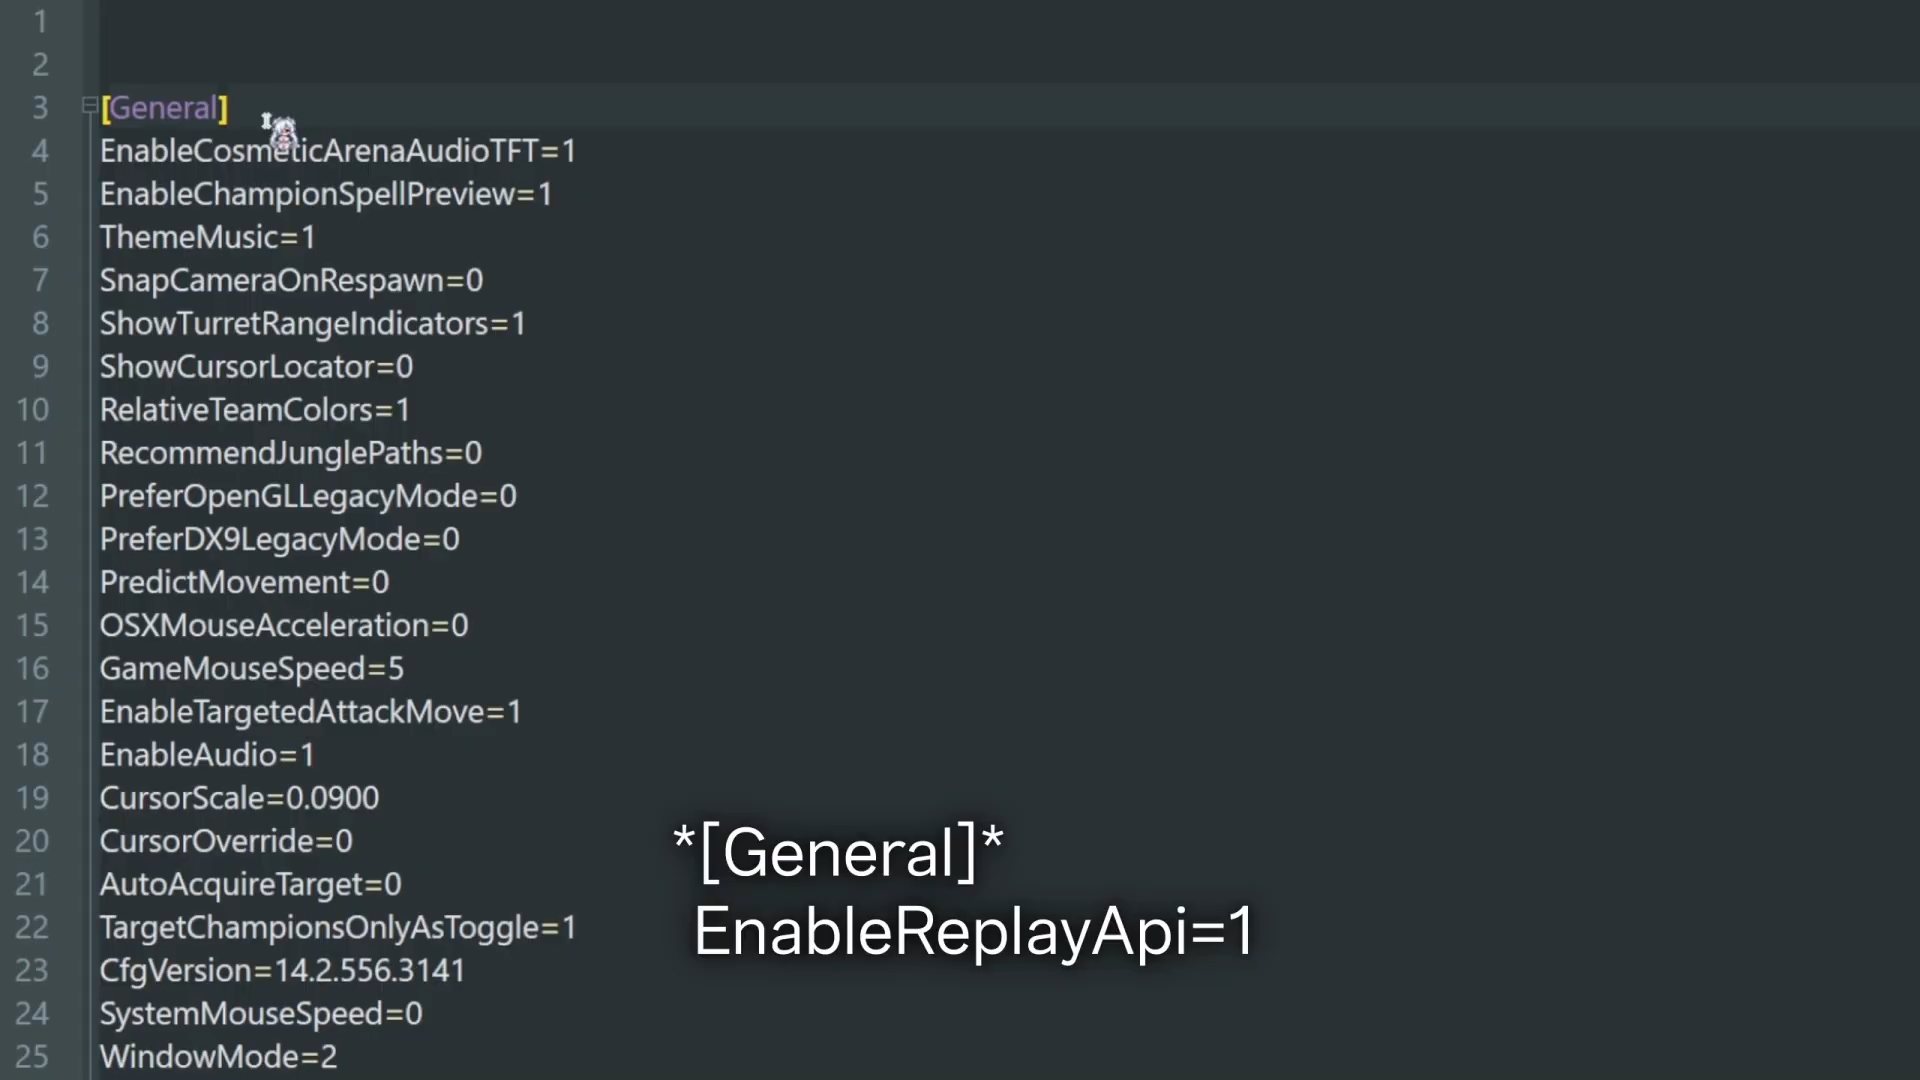 1
2
3 [General]
4 EnableCosmeticArenaAudioTFT=1
5 EnableChampionSpellPreview=1
6 ThemeMusic=1
7 SnapCameraOnRespawn=0
8 ShowTurretRangeIndicators=1
9 ShowCursorLocator=0
10 RelativeTeamColors=1
11 RecommendJunglePaths=0
12 PreferOpenGLLegacyMode=0
13 PreferDX9LegacyMode=0
14 PredictMovement=0
15 OSXMouseAcceleration=0
16 GameMouseSpeed=5
17 EnableTargetedAttackMove=1
18 EnableAudio=1
19 CursorScale=0.0900
20 CursorOverride=0
21 AutoAcquireTarget=0
22 TargetChampionsOnlyAsToggle=1
23 CfgVersion=14.2.556.3141
24 SystemMouseSpeed=0
25 WindowMode=2
*[General]*
EnableReplayApi=1